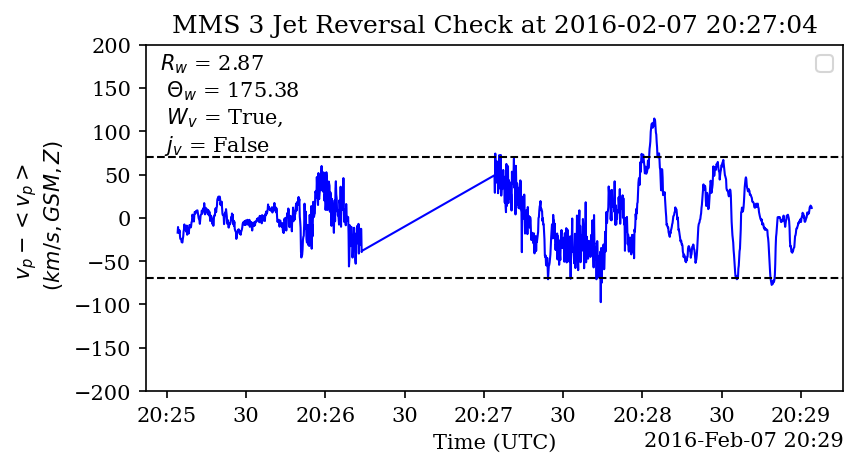 MMS 3 Jet Reversal Check at 2016-02-07 20:27:04
R_w = 2.87
Θ_w = 175.38
W_v = True,
j_v = False
v_p − <v_p>
(km/s, GSM, Z)
200
150
100
50
0
−50
−100
−150
−200
20:25 30 20:26 30 20:27 30 20:28 30 20:29
Time (UTC)
2016-Feb-07 20:29